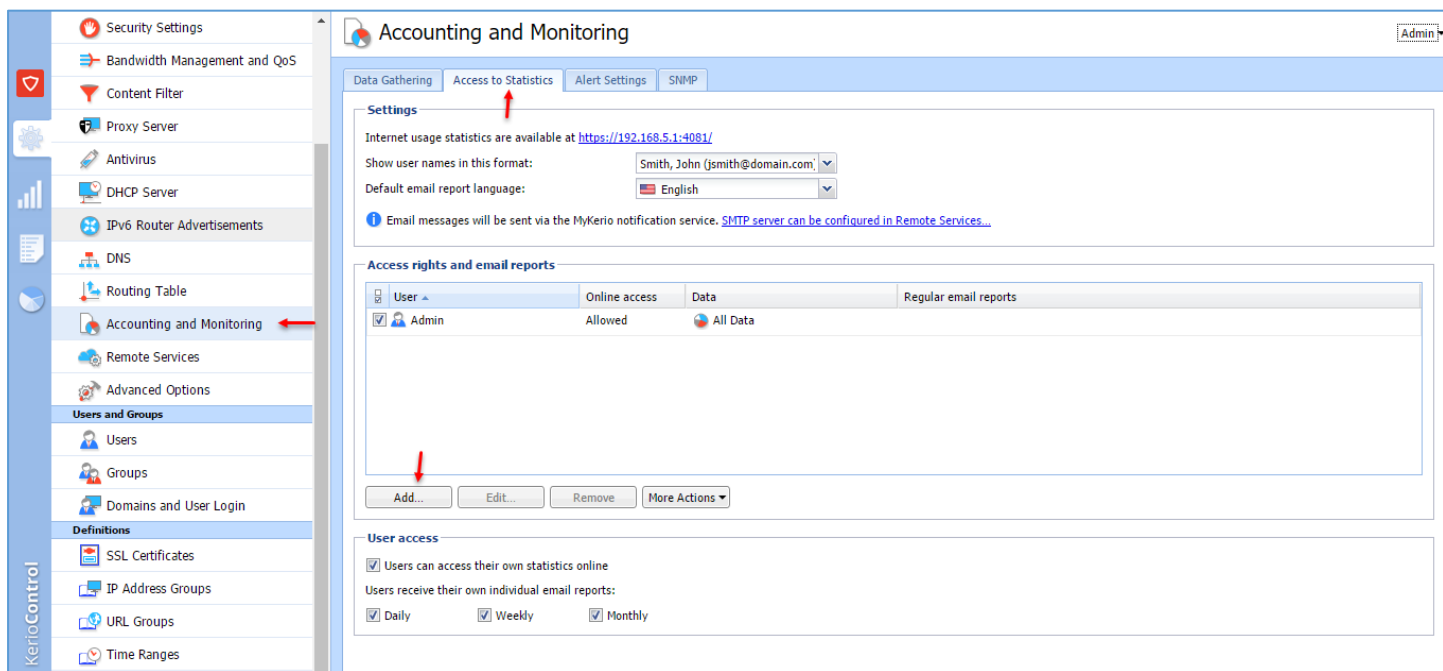 Security Settings
Bandwidth Management and QoS
Content Filter
Proxy Server
Antivirus
DHCP Server
IPv6 Router Advertisements
DNS
Routing Table
Accounting and Monitoring
Remote Services
Advanced Options
Users and Groups
Users
Groups
Domains and User Login
Definitions
SSL Certificates
IP Address Groups
URL Groups
Time Ranges
KerioControl
Accounting and Monitoring
Admin
Data Gathering Access to Statistics Alert Settings SNMP
Settings
Internet usage statistics are available at https://192.168.5.1:4081/
Show user names in this format: Smith, John (jsmith@domain.com)
Default email report language: English
Email messages will be sent via the MyKerio notification service. SMTP server can be configured in Remote Services...
Access rights and email reports
User Online access Data Regular email reports
Admin Allowed All Data
Add... Edit... Remove More Actions
User access
Users can access their own statistics online
Users receive their own individual email reports:
Daily Weekly Monthly